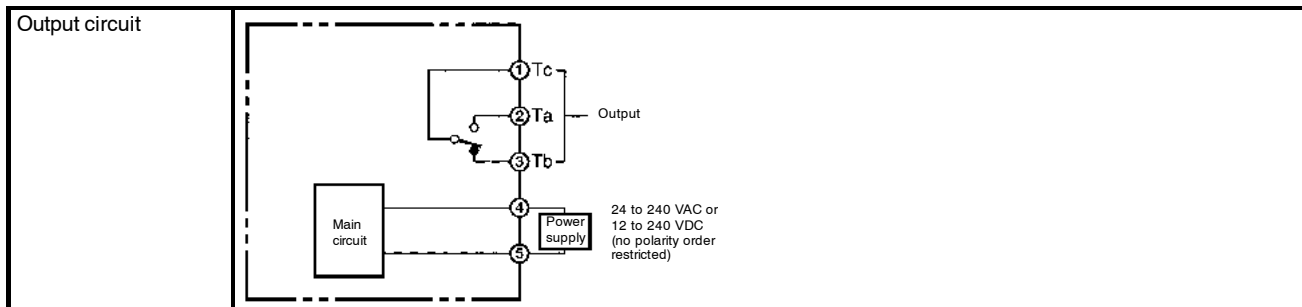 Output circuit
1 Tc
2 Ta
Output
3 Tb
4
Main
circuit
Power
supply
5
24 to 240 VAC or
12 to 240 VDC
(no polarity order
restricted)